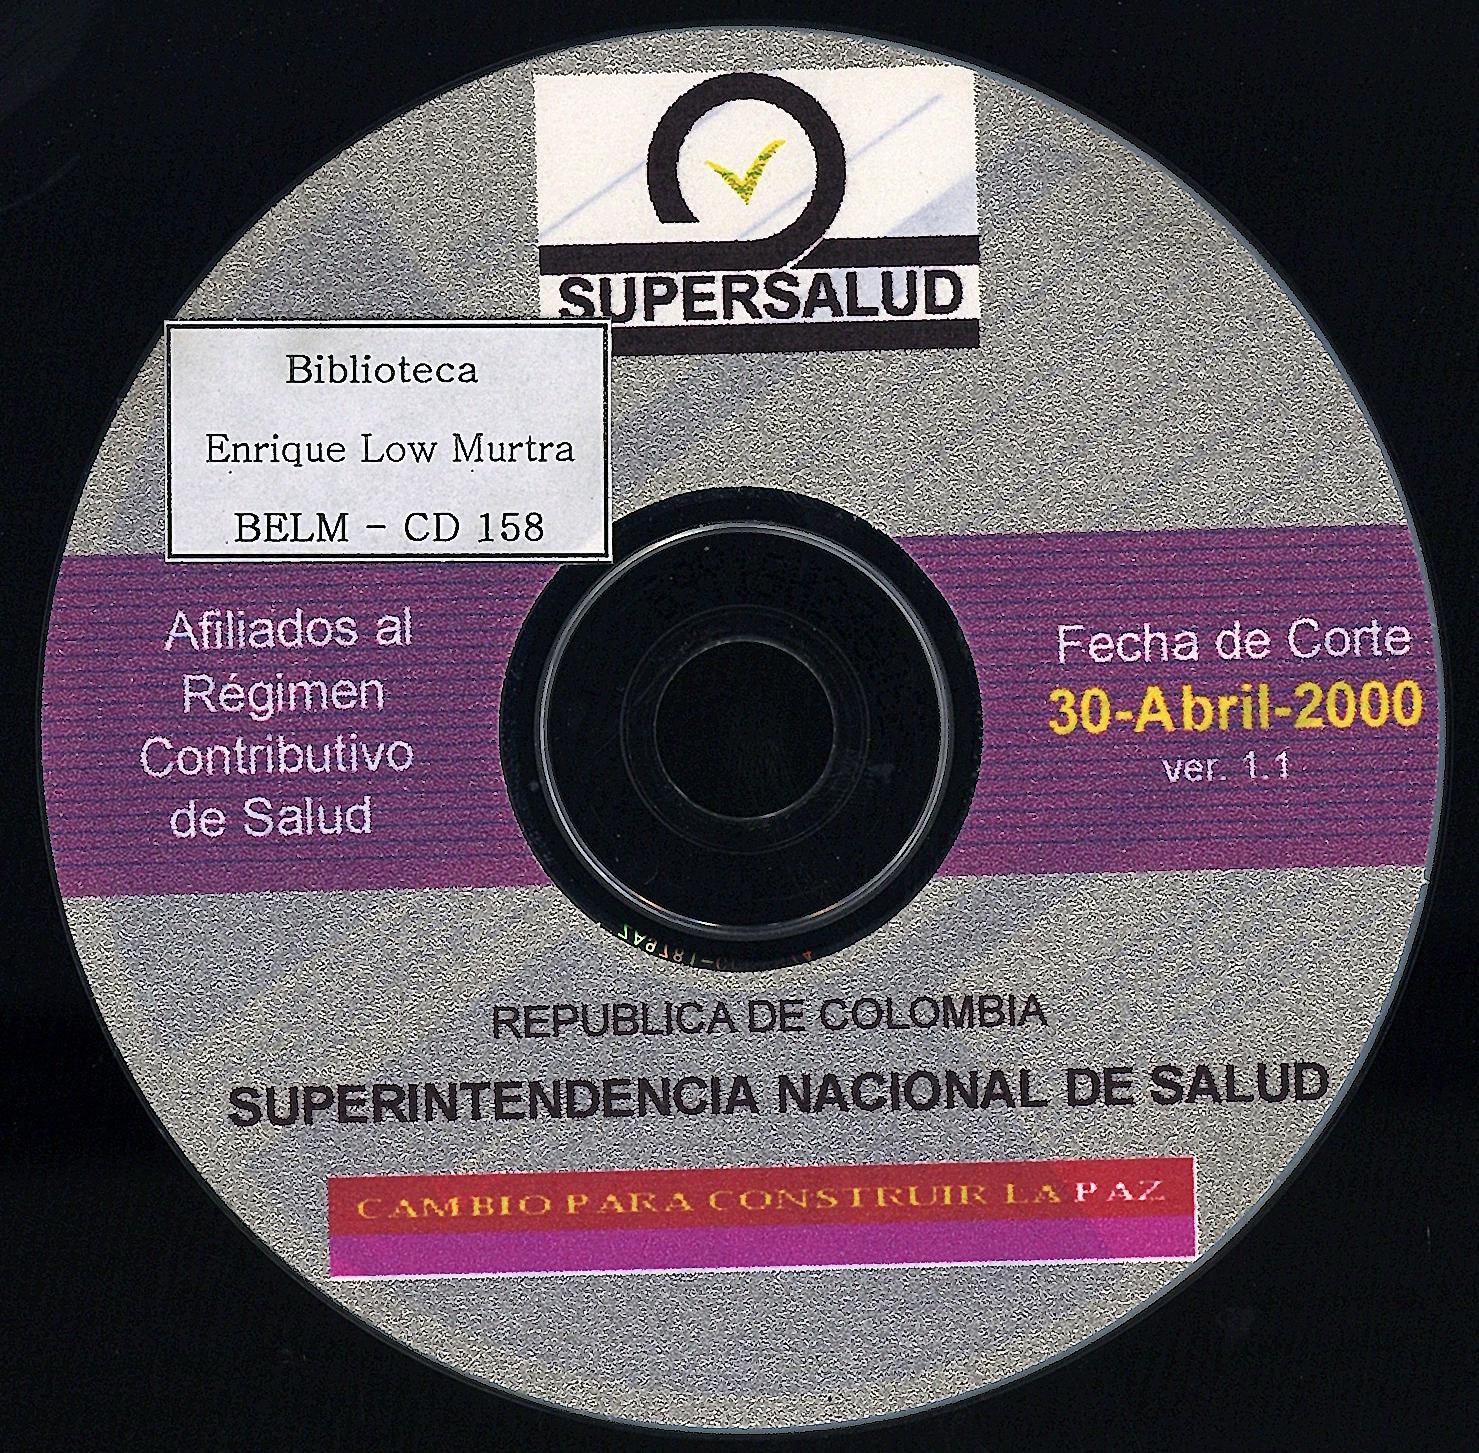 SUPERSALUD
Biblioteca
Enrique Low Murtra
BELM - CD 158
Afiliados al
Régimen
Contributivo
de Salud
Fecha de Corte
30-Abril-2000
ver. 1.1
REPUBLICA DE COLOMBIA
SUPERINTENDENCIA NACIONAL DE SALUD
CAMBIO PARA CONSTRUIR LA PAZ